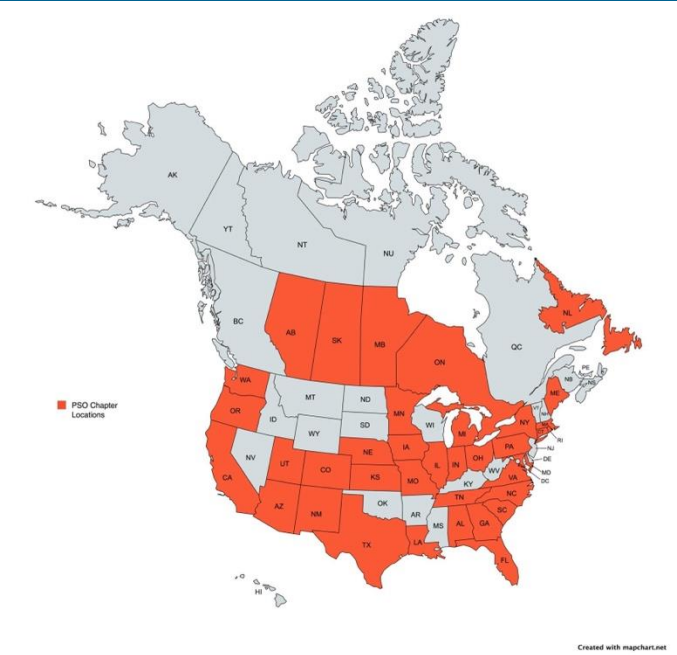 AK
YT
NT
NU
BC
AB
SK
MB
ON
QC
NL
NB
PE
NS
WA
MT
ND
MN
ME
VT
OR
ID
WY
SD
WI
MI
NY
RI
NV
UT
CO
NE
IA
IL
IN
OH
PA
NJ
DE
MD
DC
CA
KS
MO
KY
WV
VA
AZ
NM
OK
AR
TN
NC
SC
TX
LA
MS
AL
GA
FL
HI
PSO Chapter
Locations
Created with mapchart.net